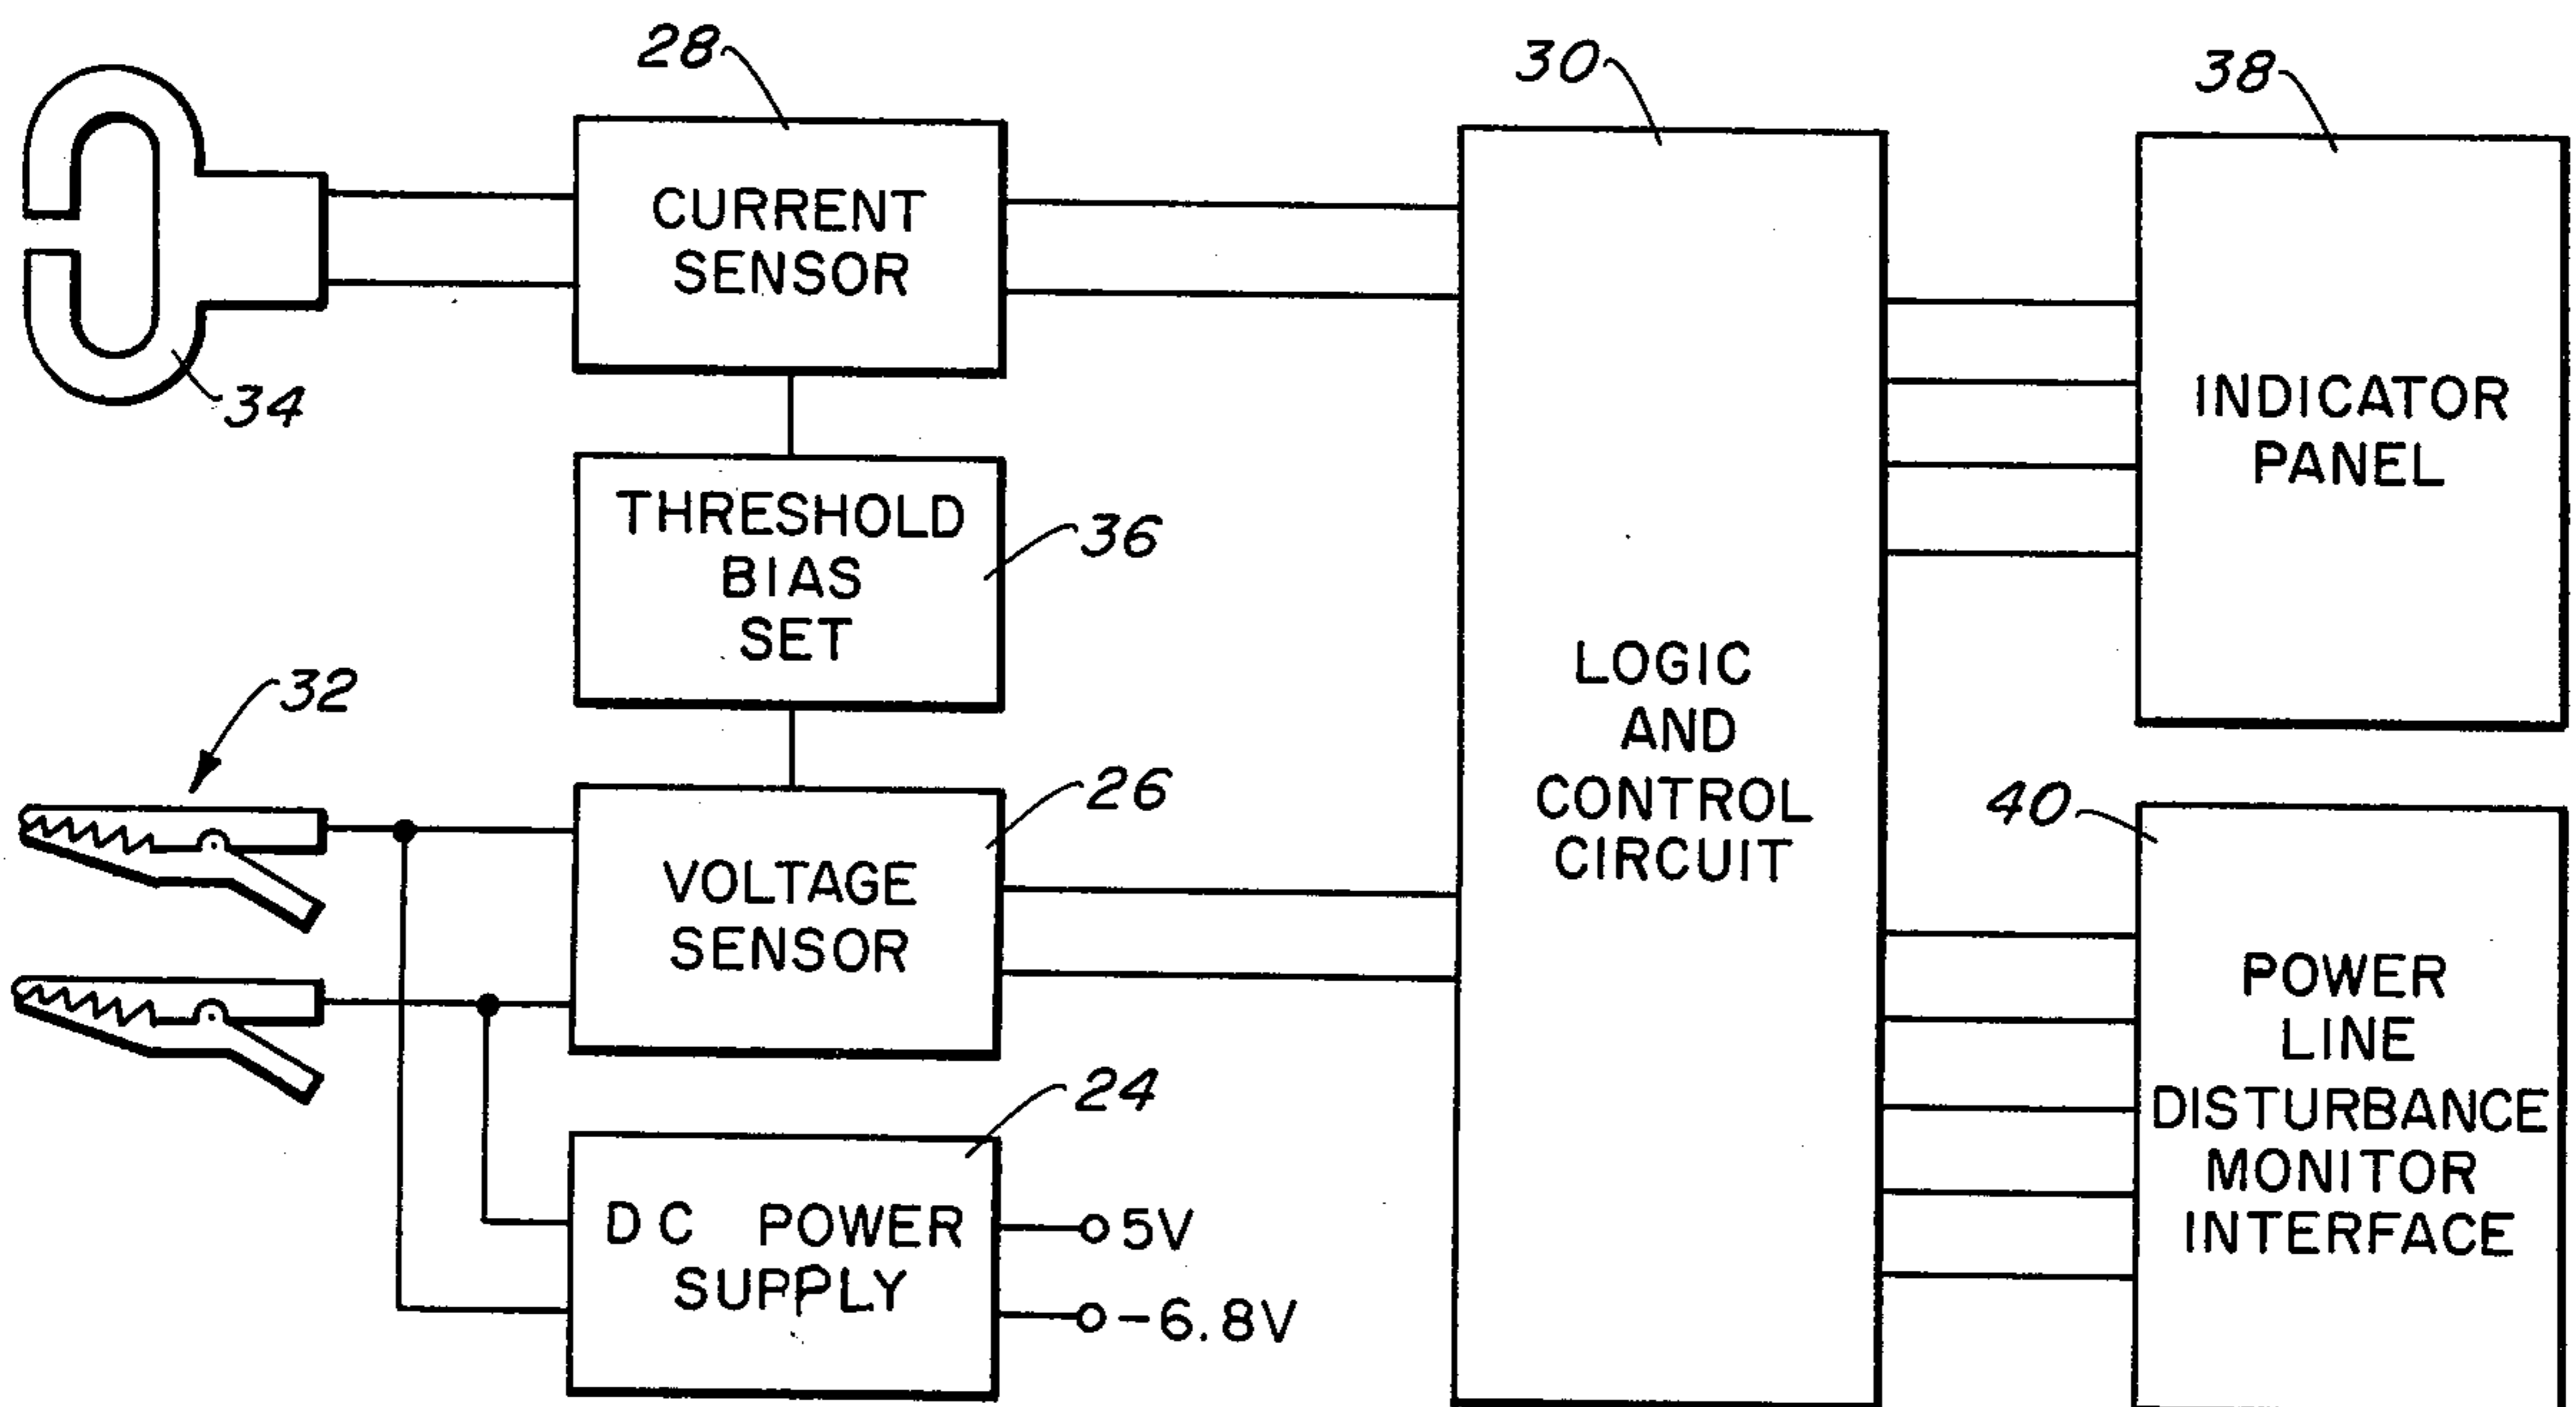 28
30
38
CURRENT
SENSOR
34
THRESHOLD
BIAS
SET
36
INDICATOR
PANEL
32
26
VOLTAGE
SENSOR
LOGIC
AND
CONTROL
CIRCUIT
40
24
DC POWER
SUPPLY
5V
-6.8V
POWER
LINE
DISTURBANCE
MONITOR
INTERFACE